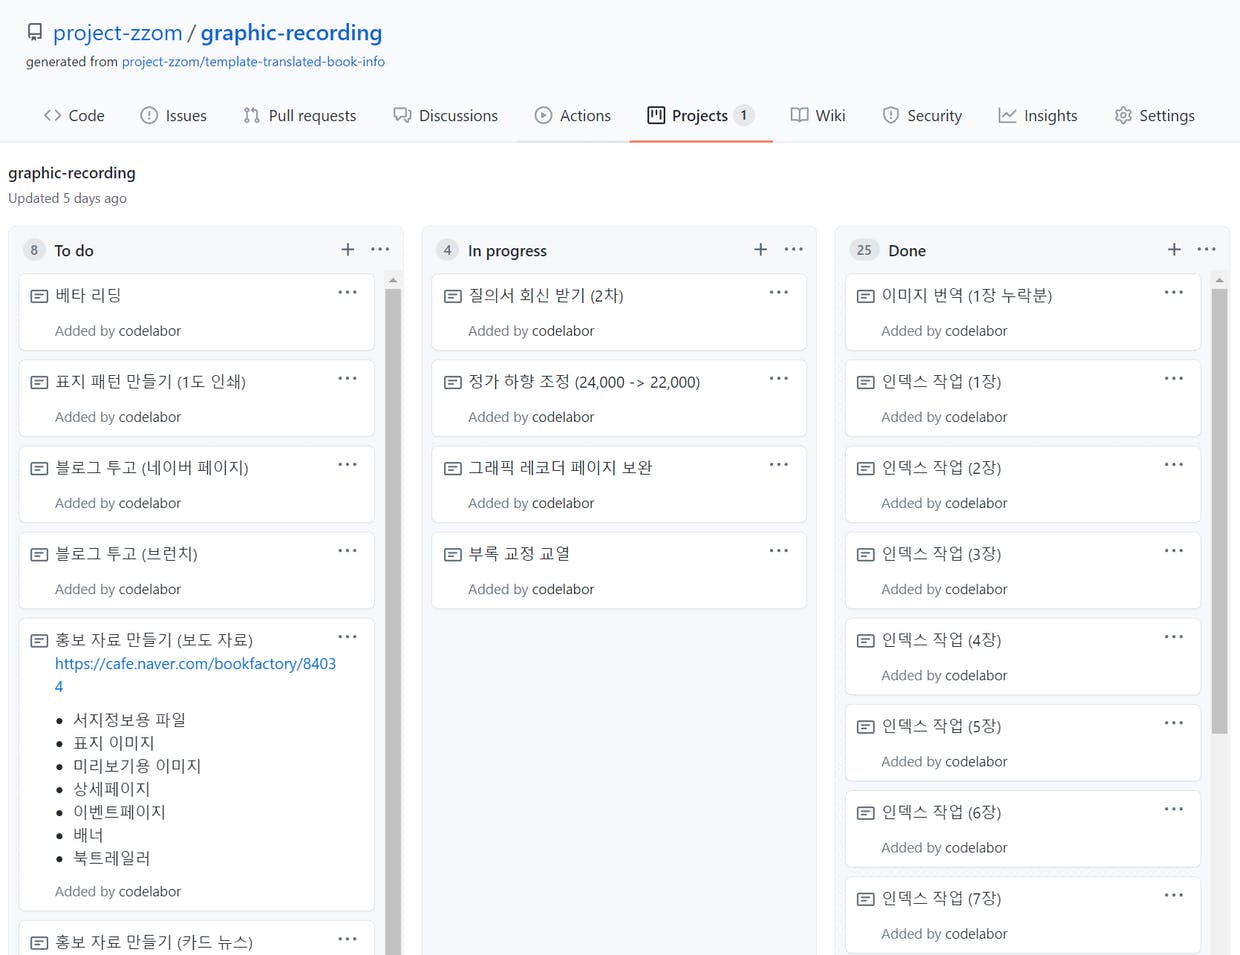 project-zzom / graphic-recording
generated from project-zzom/template-translated-book-info
Code Issues Pull requests Discussions Actions Projects 1 Wiki Security Insights Settings
graphic-recording
Updated 5 days ago
8 To do
베타 리딩
Added by codelabor
표지 패턴 만들기 (1도 인쇄)
Added by codelabor
블로그 투고 (네이버 페이지)
Added by codelabor
블로그 투고 (브런치)
Added by codelabor
홍보 자료 만들기 (보도 자료)
https://cafe.naver.com/bookfactory/8403
4
서지정보용 파일
표지 이미지
미리보기용 이미지
상세페이지
이벤트페이지
배너
북트레일러
Added by codelabor
홍보 자료 만들기 (카드 뉴스)
4 In progress
질의서 회신 받기 (2차)
Added by codelabor
정가 하향 조정 (24,000 -> 22,000)
Added by codelabor
그래픽 레코더 페이지 보완
Added by codelabor
부록 교정 교열
Added by codelabor
25 Done
이미지 번역 (1장 누락분)
Added by codelabor
인덱스 작업 (1장)
Added by codelabor
인덱스 작업 (2장)
Added by codelabor
인덱스 작업 (3장)
Added by codelabor
인덱스 작업 (4장)
Added by codelabor
인덱스 작업 (5장)
Added by codelabor
인덱스 작업 (6장)
Added by codelabor
인덱스 작업 (7장)
Added by codelabor